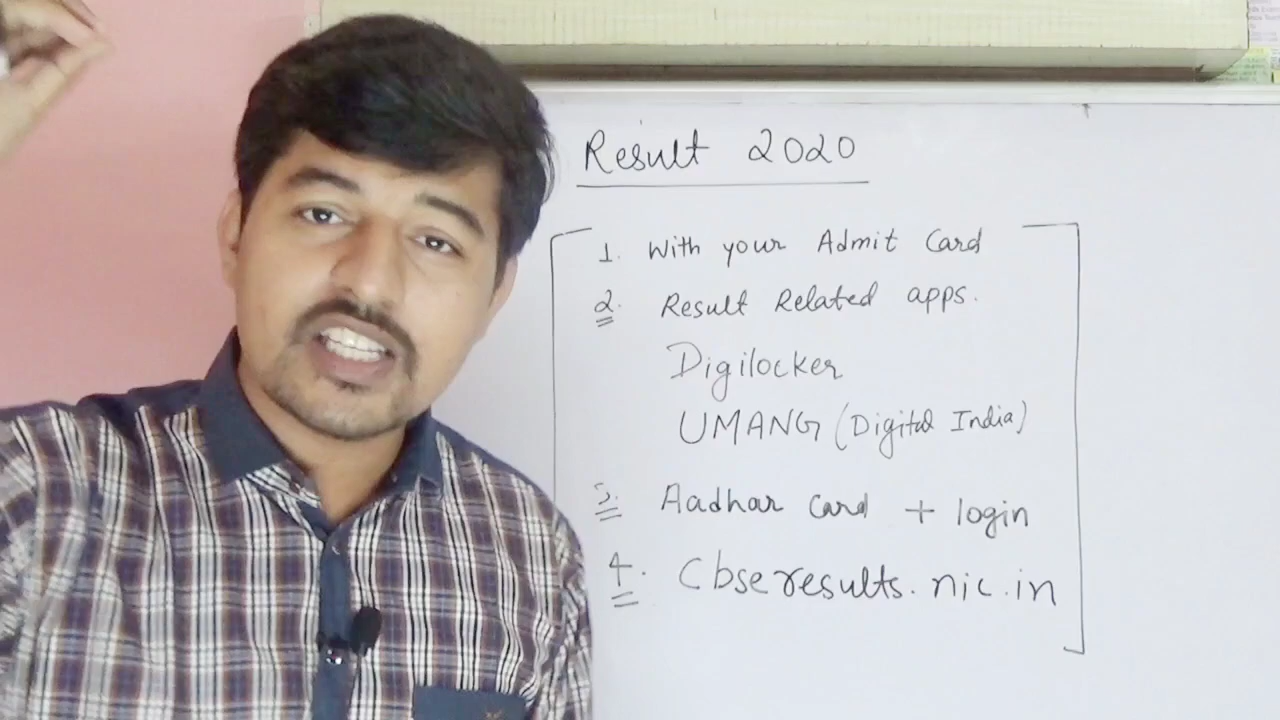 Result 2020
1. With your Admit Card
2. Result Related apps.
Digilocker
UMANG (Digital India)
3. Aadhar card + login
4. Cbseresults.nic.in